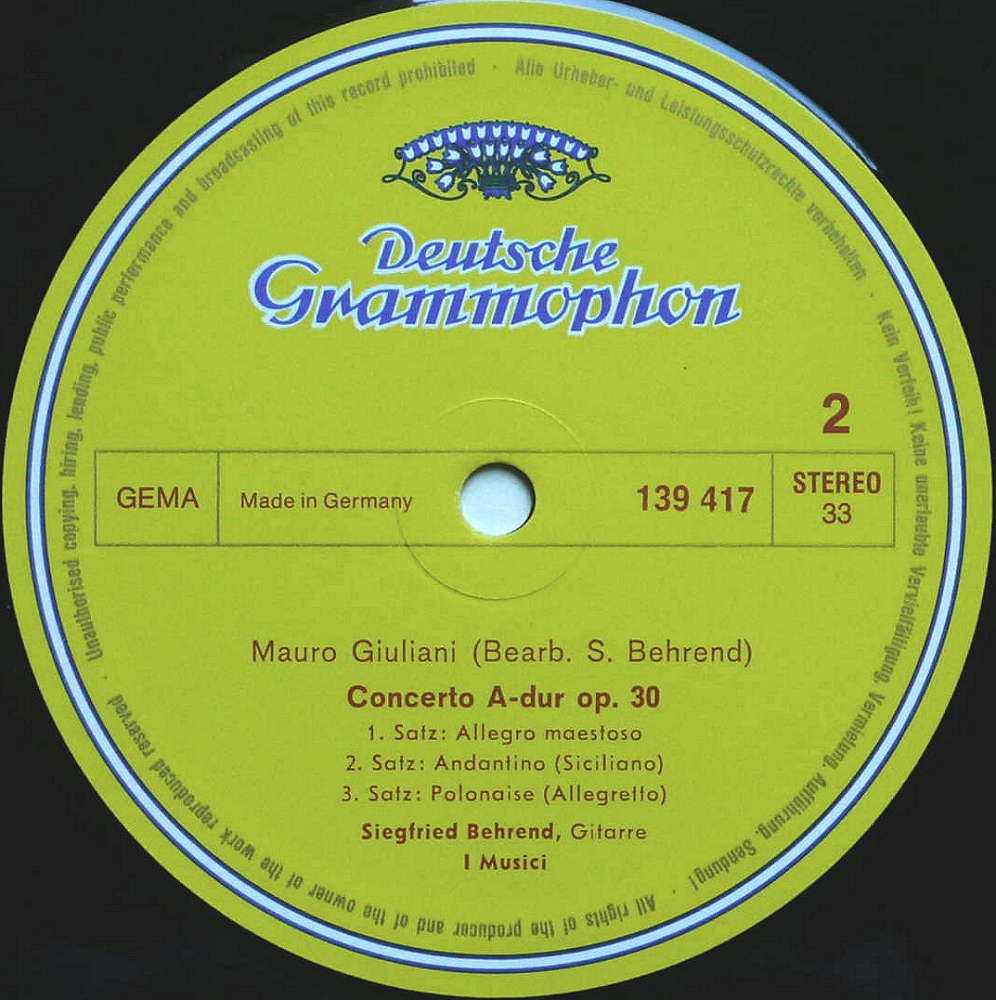 Deutsche
Grammophon
2
GEMA
Made in Germany
139 417
STEREO
33
Mauro Giuliani (Bearb. S. Behrend)
Concerto A-dur op. 30
1. Satz: Allegro maestoso
2. Satz: Andantino (Siciliano)
3. Satz: Polonaise (Allegretto)
Siegfried Behrend, Gitarre
I Musici
Alle Urheber- und Leistungsschutzrechte vorbehalten · Kein Verleih! Keine unerlaubte Vervielfältigung, Vermietung, Aufführung, Sendung! · All rights of the producer and of the owner of the work reproduced reserved · Unauthorised copying, hiring, lending, public performance and broadcasting of this record prohibited ·